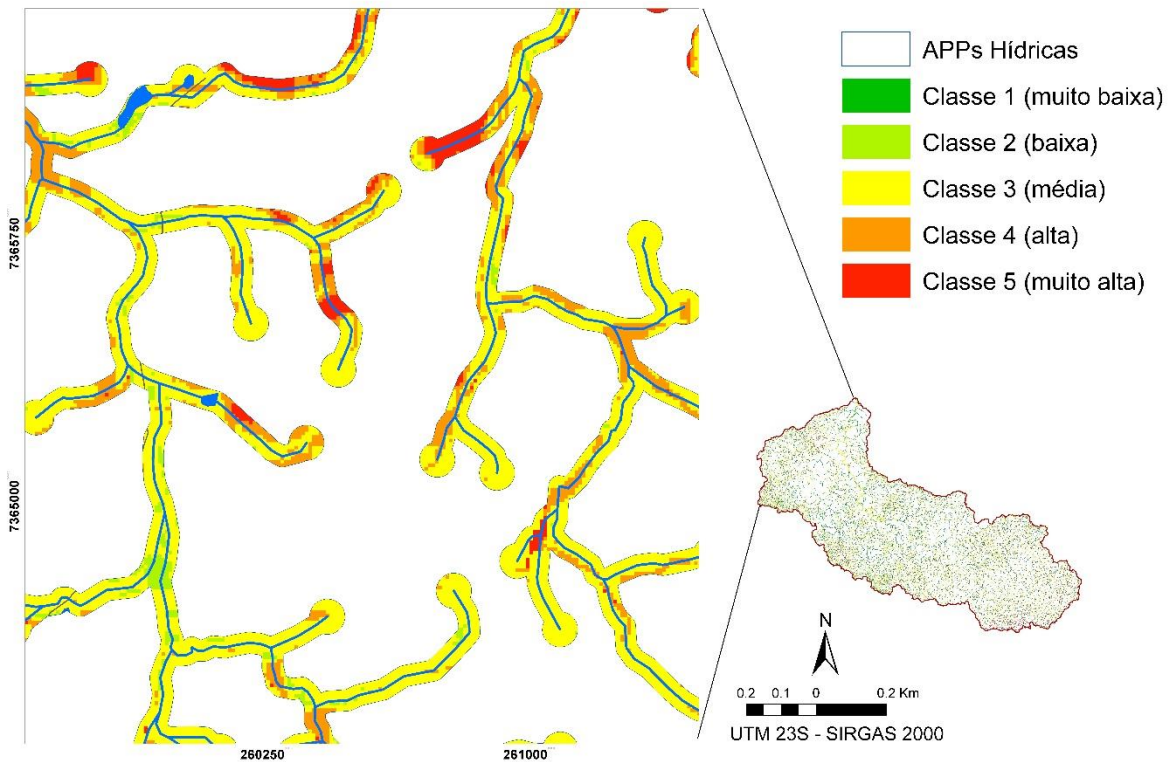 APPs Hídricas
Classe 1 (muito baixa)
Classe 2 (baixa)
Classe 3 (média)
Classe 4 (alta)
Classe 5 (muito alta)
7365750
7365000
260250
261000
N
0.2 0.1 0 0.2 Km
UTM 23S - SIRGAS 2000